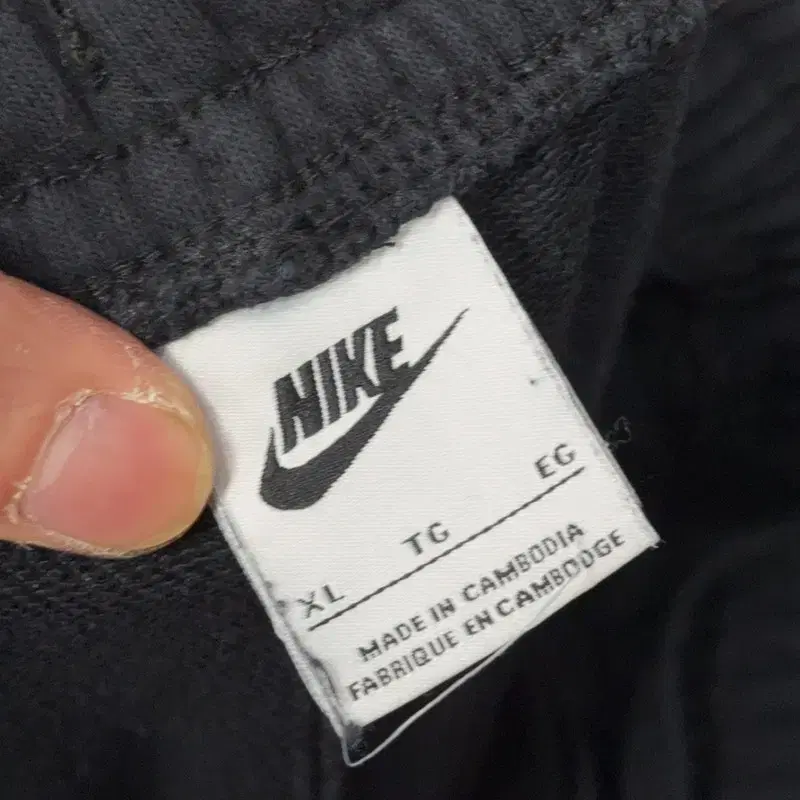 NIKE
XL TG EG
MADE IN CAMBODIA
FABRIQUE EN CAMBODGE